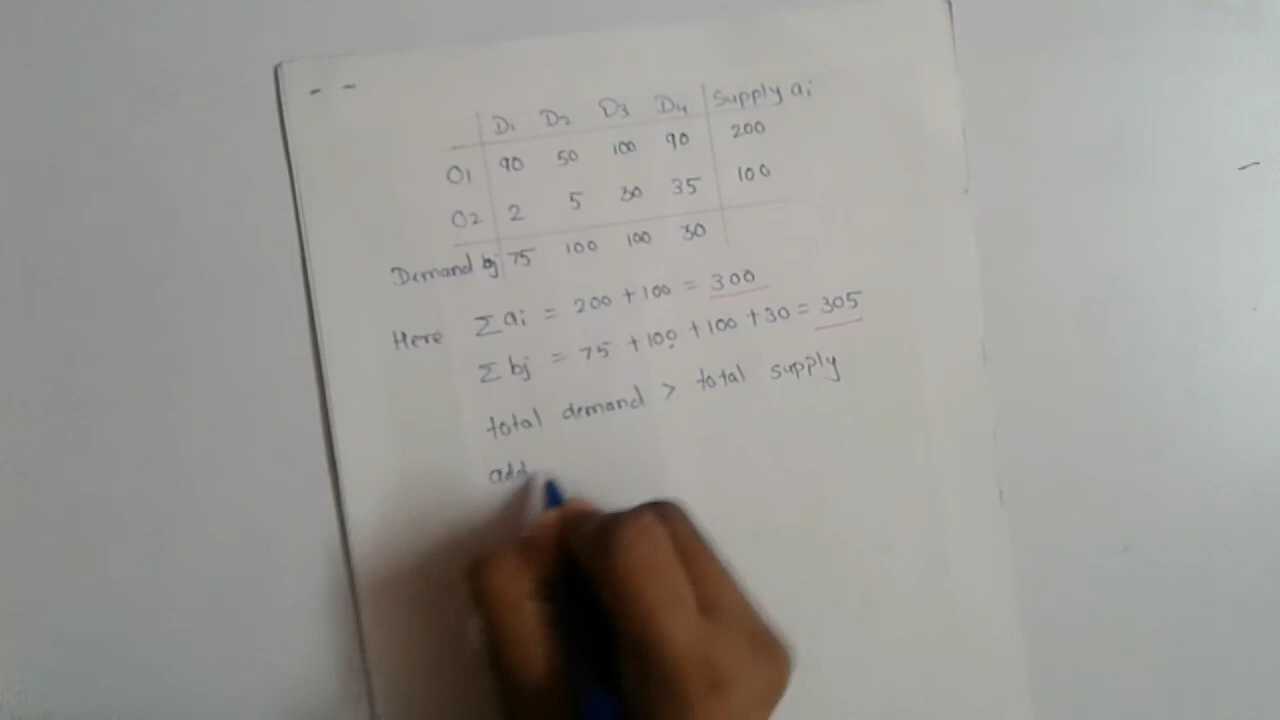 D1 D2 D3 D4 Supply ai
O1 90 50 100 90 200
O2 2 5 30 35 100
Demand bj 75 100 100 30
Here Σai = 200 + 100 = 300
Σbj = 75 + 100 + 100 + 30 = 305
total demand > total supply
add